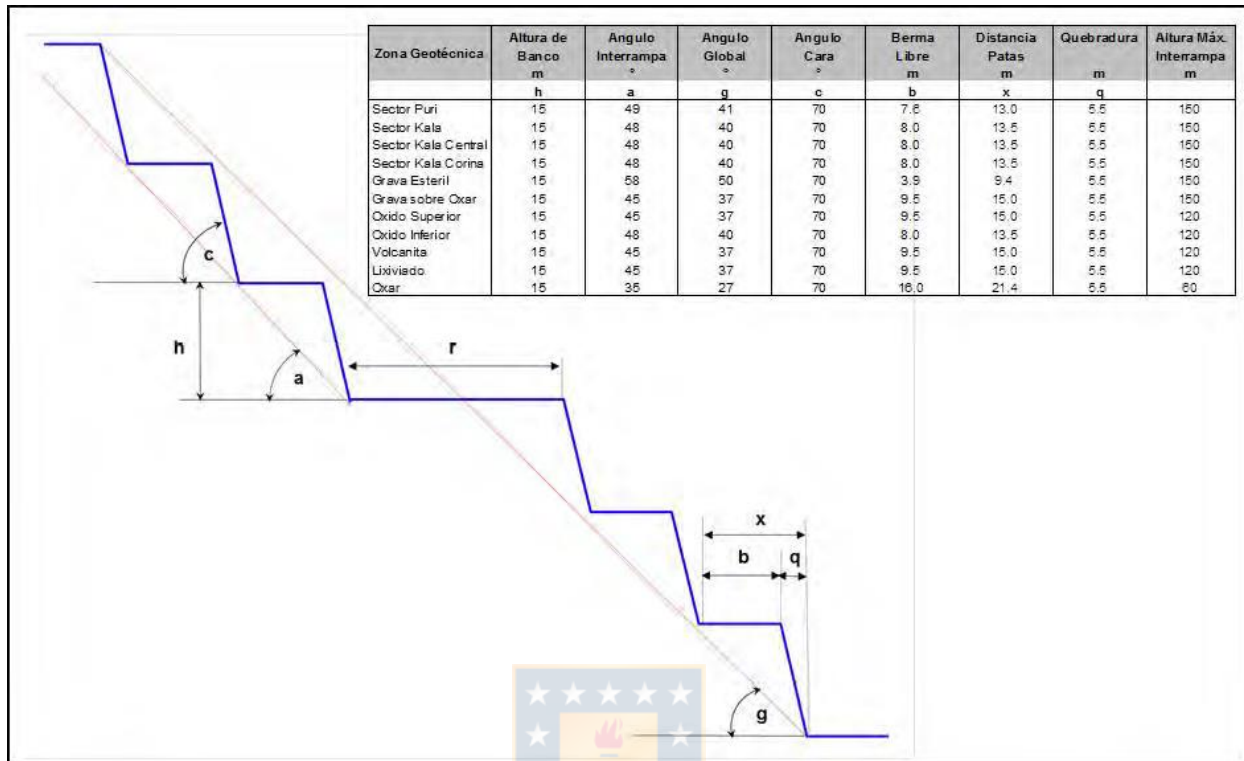 Zona Geotécnica Altura de Banco m Angulo Interrampa ° Angulo Global ° Angulo Cara ° Berma Libre m Distancia Patas m Quebradura m Altura Máx. Interrampa m
h a g c b x q
Sector Puri 15 49 41 70 7.6 13.0 5.5 150
Sector Kala 15 48 40 70 8.0 13.5 5.5 150
Sector Kala Central 15 48 40 70 8.0 13.5 5.5 150
Sector Kala Corina 15 48 40 70 8.0 13.5 5.5 150
Grava Esteril 15 58 50 70 3.9 9.4 5.5 150
Grava sobre Oxar 15 45 37 70 9.5 15.0 5.5 150
Oxido Superior 15 45 37 70 9.5 15.0 5.5 120
Oxido Inferior 15 48 40 70 8.0 13.5 5.5 120
Volcanita 15 45 37 70 9.5 15.0 5.5 120
Lixiviado 15 45 37 70 9.5 15.0 5.5 120
Oxar 15 35 27 70 16.0 21.4 5.5 60
c
h
a
r
x
b
q
g